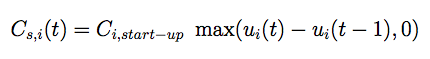 C_{s,i}(t) = C_{i,start-up} max(u_i(t) − u_i(t − 1), 0)